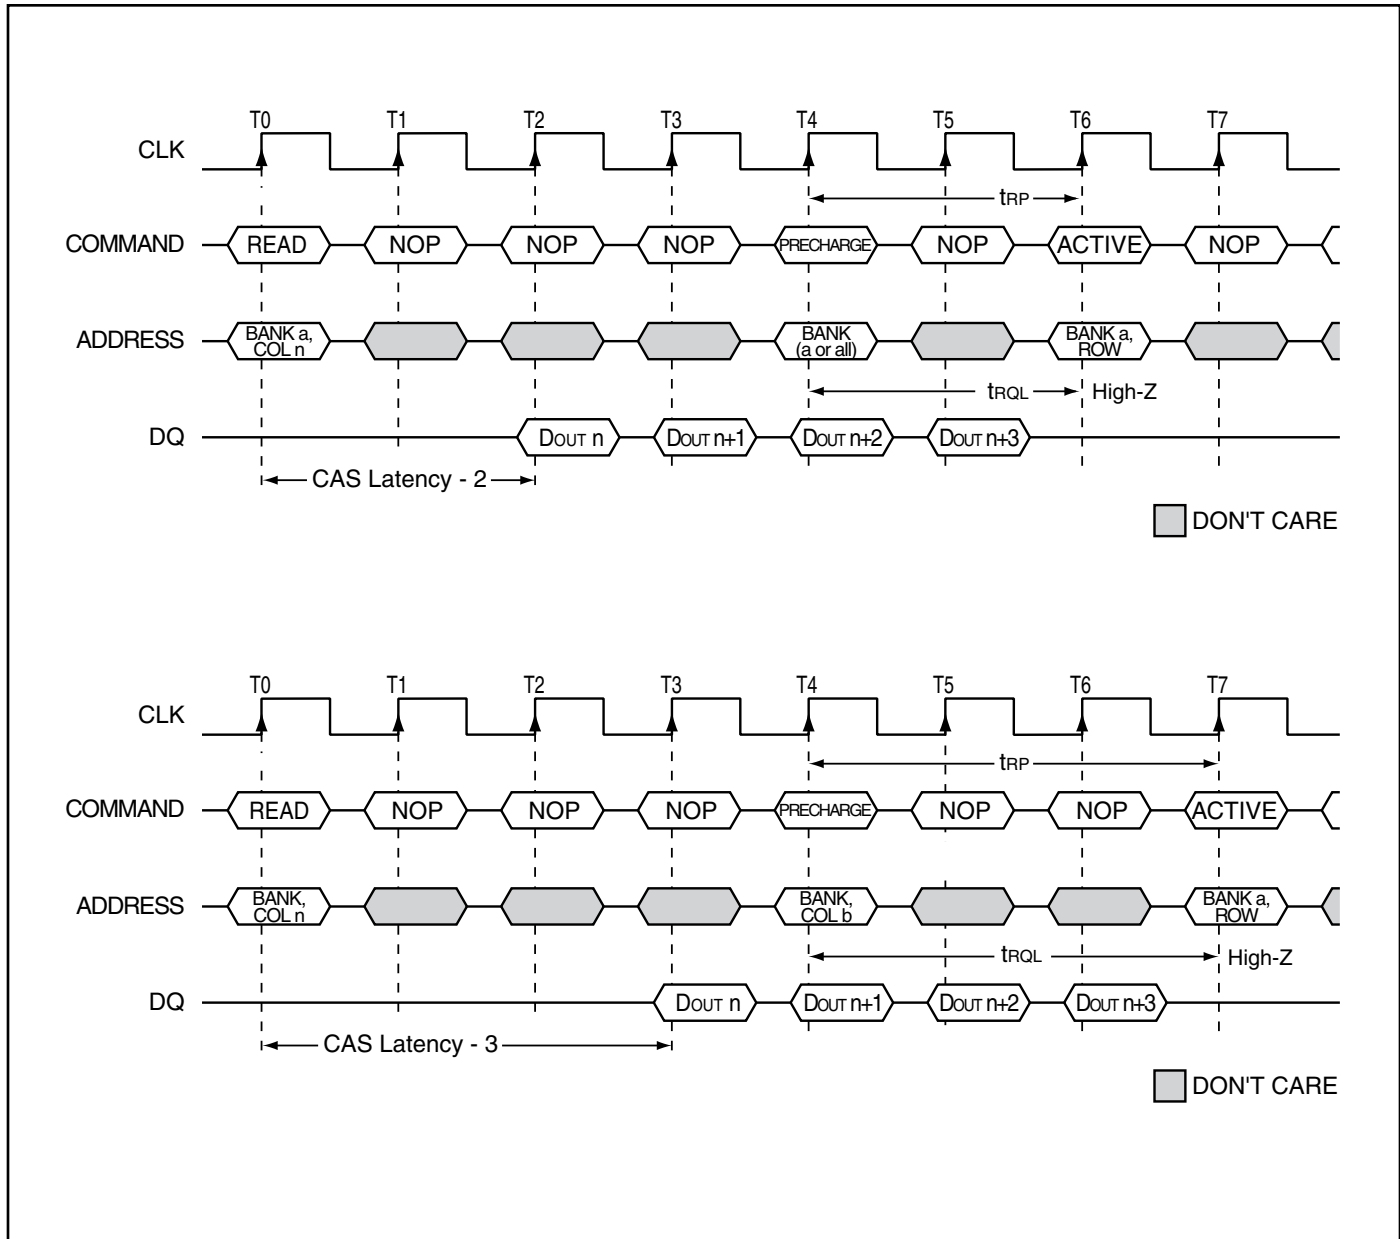 T0 T1 T2 T3 T4 T5 T6 T7
CLK
tRP
COMMAND READ NOP NOP NOP PRECHARGE NOP ACTIVE NOP
ADDRESS BANK a, COL n BANK (a or all) BANK a, ROW
tRQL High-Z
DQ DOUT n DOUT n+1 DOUT n+2 DOUT n+3
CAS Latency - 2
DON'T CARE
T0 T1 T2 T3 T4 T5 T6 T7
CLK
tRP
COMMAND READ NOP NOP NOP PRECHARGE NOP NOP ACTIVE
ADDRESS BANK, COL n BANK, COL b BANK a, ROW
tRQL High-Z
DQ DOUT n DOUT n+1 DOUT n+2 DOUT n+3
CAS Latency - 3
DON'T CARE